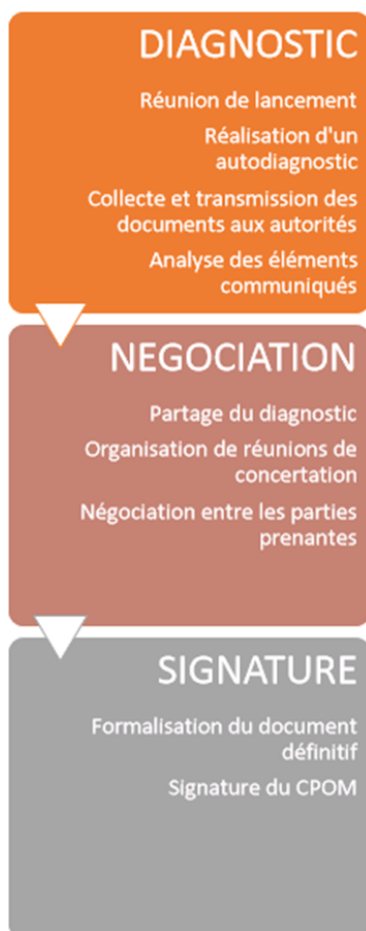 DIAGNOSTIC
Réunion de lancement
Réalisation d'un
autodiagnostic
Collecte et transmission des
documents aux autorités
Analyse des éléments
communiqués
NEGOCIATION
Partage du diagnostic
Organisation de réunions de
concertation
Négociation entre les parties
prenantes
SIGNATURE
Formalisation du document
définitif
Signature du CPOM